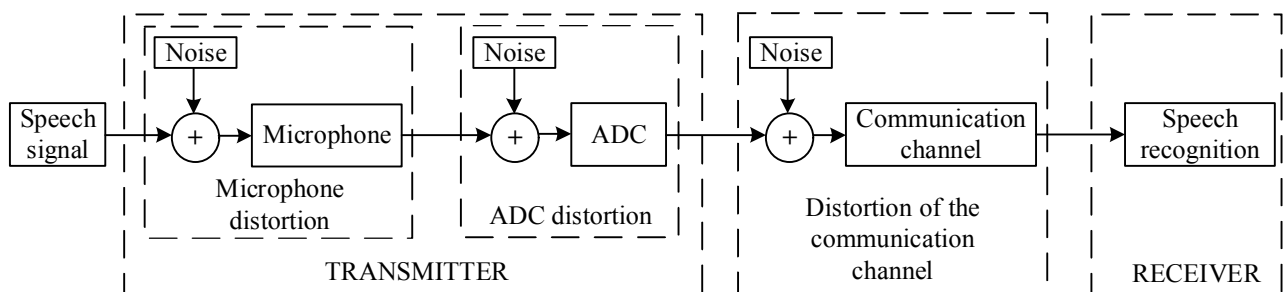 Noise
Noise
Noise
Speech
signal
+
Microphone
+
ADC
+
Communication
channel
Speech
recognition
Microphone
distortion
ADC distortion
Distortion of the
communication
channel
TRANSMITTER
RECEIVER